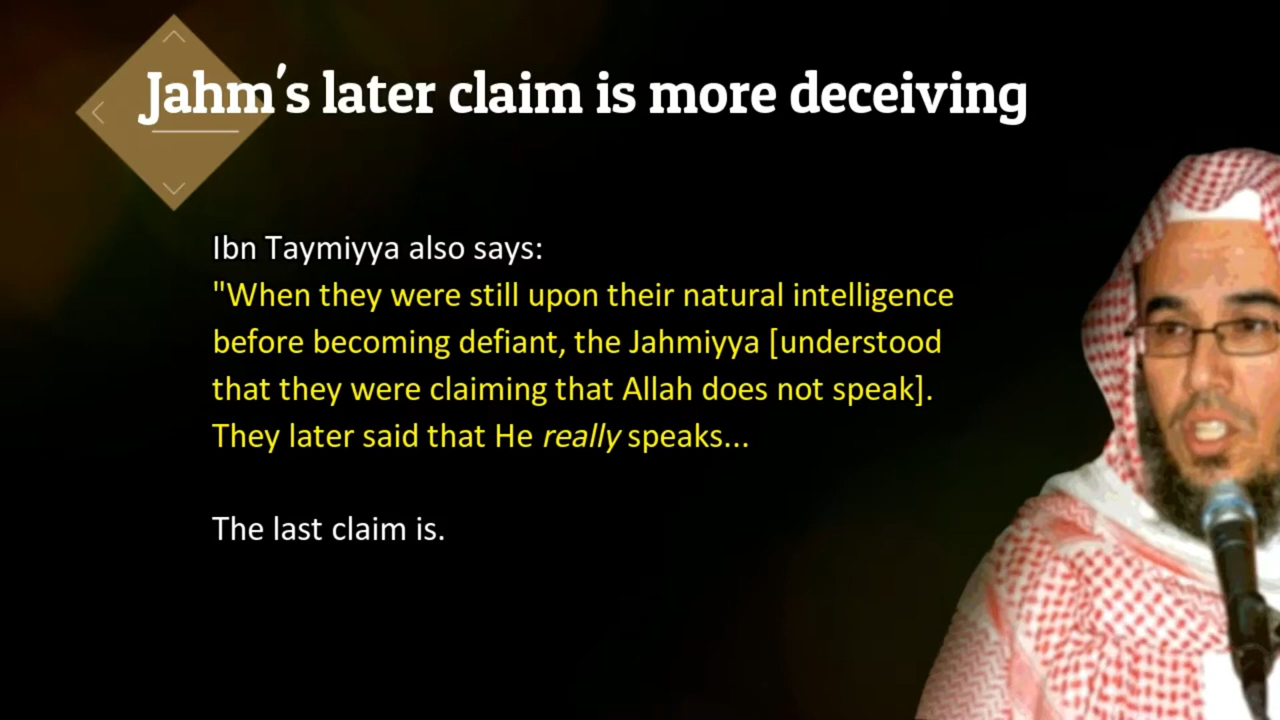 Jahm's later claim is more deceiving
Ibn Taymiyya also says:
"When they were still upon their natural intelligence
before becoming defiant, the Jahmiyya [understood
that they were claiming that Allah does not speak].
They later said that He really speaks...
The last claim is.